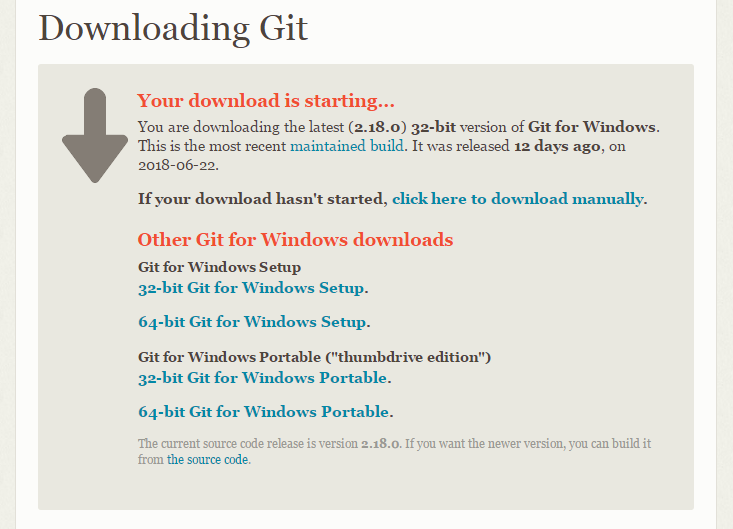 Downloading Git
Your download is starting...
You are downloading the latest (2.18.0) 32-bit version of Git for Windows.
This is the most recent maintained build. It was released 12 days ago, on
2018-06-22.
If your download hasn't started, click here to download manually.
Other Git for Windows downloads
Git for Windows Setup
32-bit Git for Windows Setup.
64-bit Git for Windows Setup.
Git for Windows Portable ("thumbdrive edition")
32-bit Git for Windows Portable.
64-bit Git for Windows Portable.
The current source code release is version 2.18.0. If you want the newer version, you can build it
from the source code.